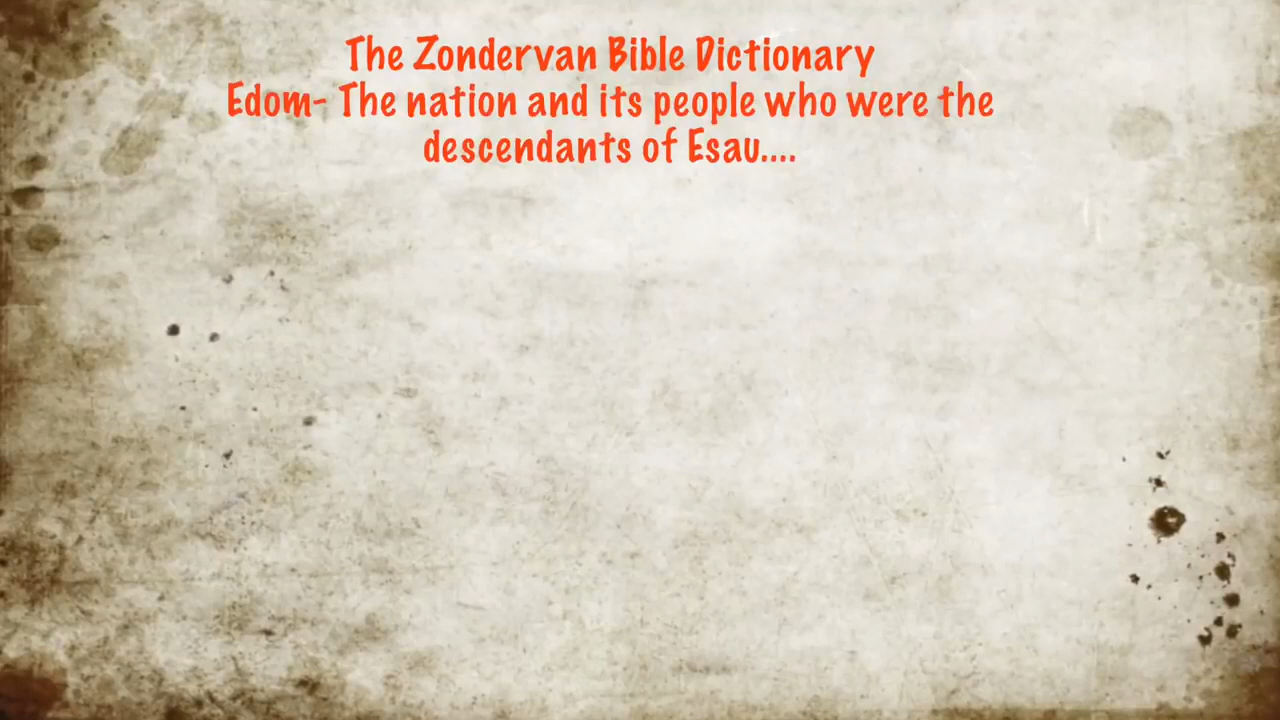 The Zondervan Bible Dictionary
Edom- The nation and its people who were the
descendants of Esau....